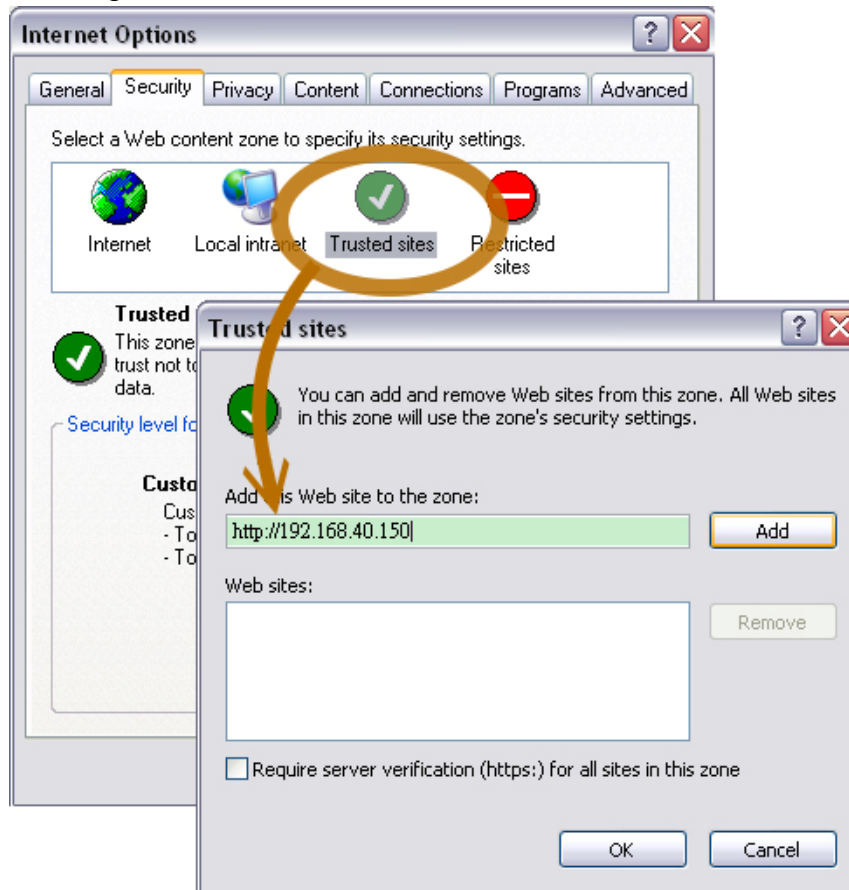 Internet Options
General Security Privacy Content Connections Programs Advanced
Select a Web content zone to specify its security settings.
Internet Local intranet Trusted sites Restricted
sites
Trusted
This zone
trust not to
data.
Security level fo
Custo
Cus
- To
- To
Trusted sites
You can add and remove Web sites from this zone. All Web sites
in this zone will use the zone's security settings.
Add this Web site to the zone:
http://192.168.40.150
Add
Web sites:
Remove
Require server verification (https:) for all sites in this zone
OK Cancel